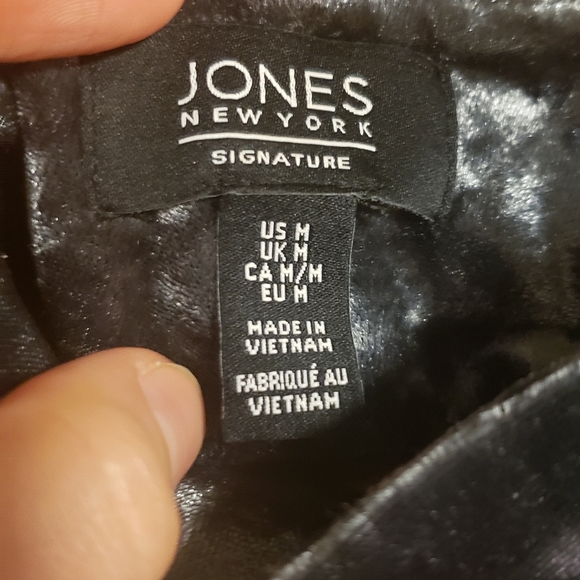 JONES
NEW YORK
SIGNATURE
US M
UK M
CA M/M
EU M
MADE IN
VIETNAM
FABRIQUÉ AU
VIETNAM